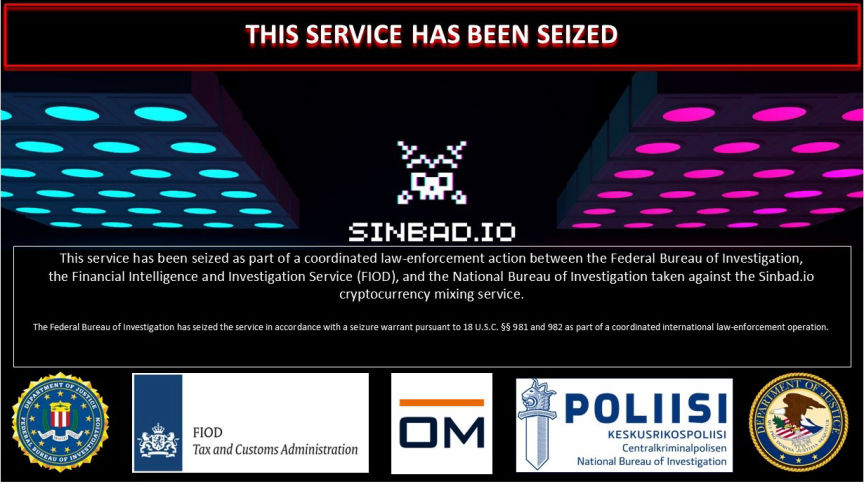 THIS SERVICE HAS BEEN SEIZED
SINBAD.IO
This service has been seized as part of a coordinated law-enforcement action between the Federal Bureau of Investigation,
the Financial Intelligence and Investigation Service (FIOD), and the National Bureau of Investigation taken against the Sinbad.io
cryptocurrency mixing service.
The Federal Bureau of Investigation has seized the service in accordance with a seizure warrant pursuant to 18 U.S.C. §§ 981 and 982 as part of a coordinated international law-enforcement operation.
DEPARTMENT OF JUSTICE
FEDERAL BUREAU OF INVESTIGATION
FIOD
Tax and Customs Administration
OM
POLIISI
KESKUSRIKOSPOLIISI
Centralkriminalpolisen
National Bureau of Investigation
DEPARTMENT OF JUSTICE